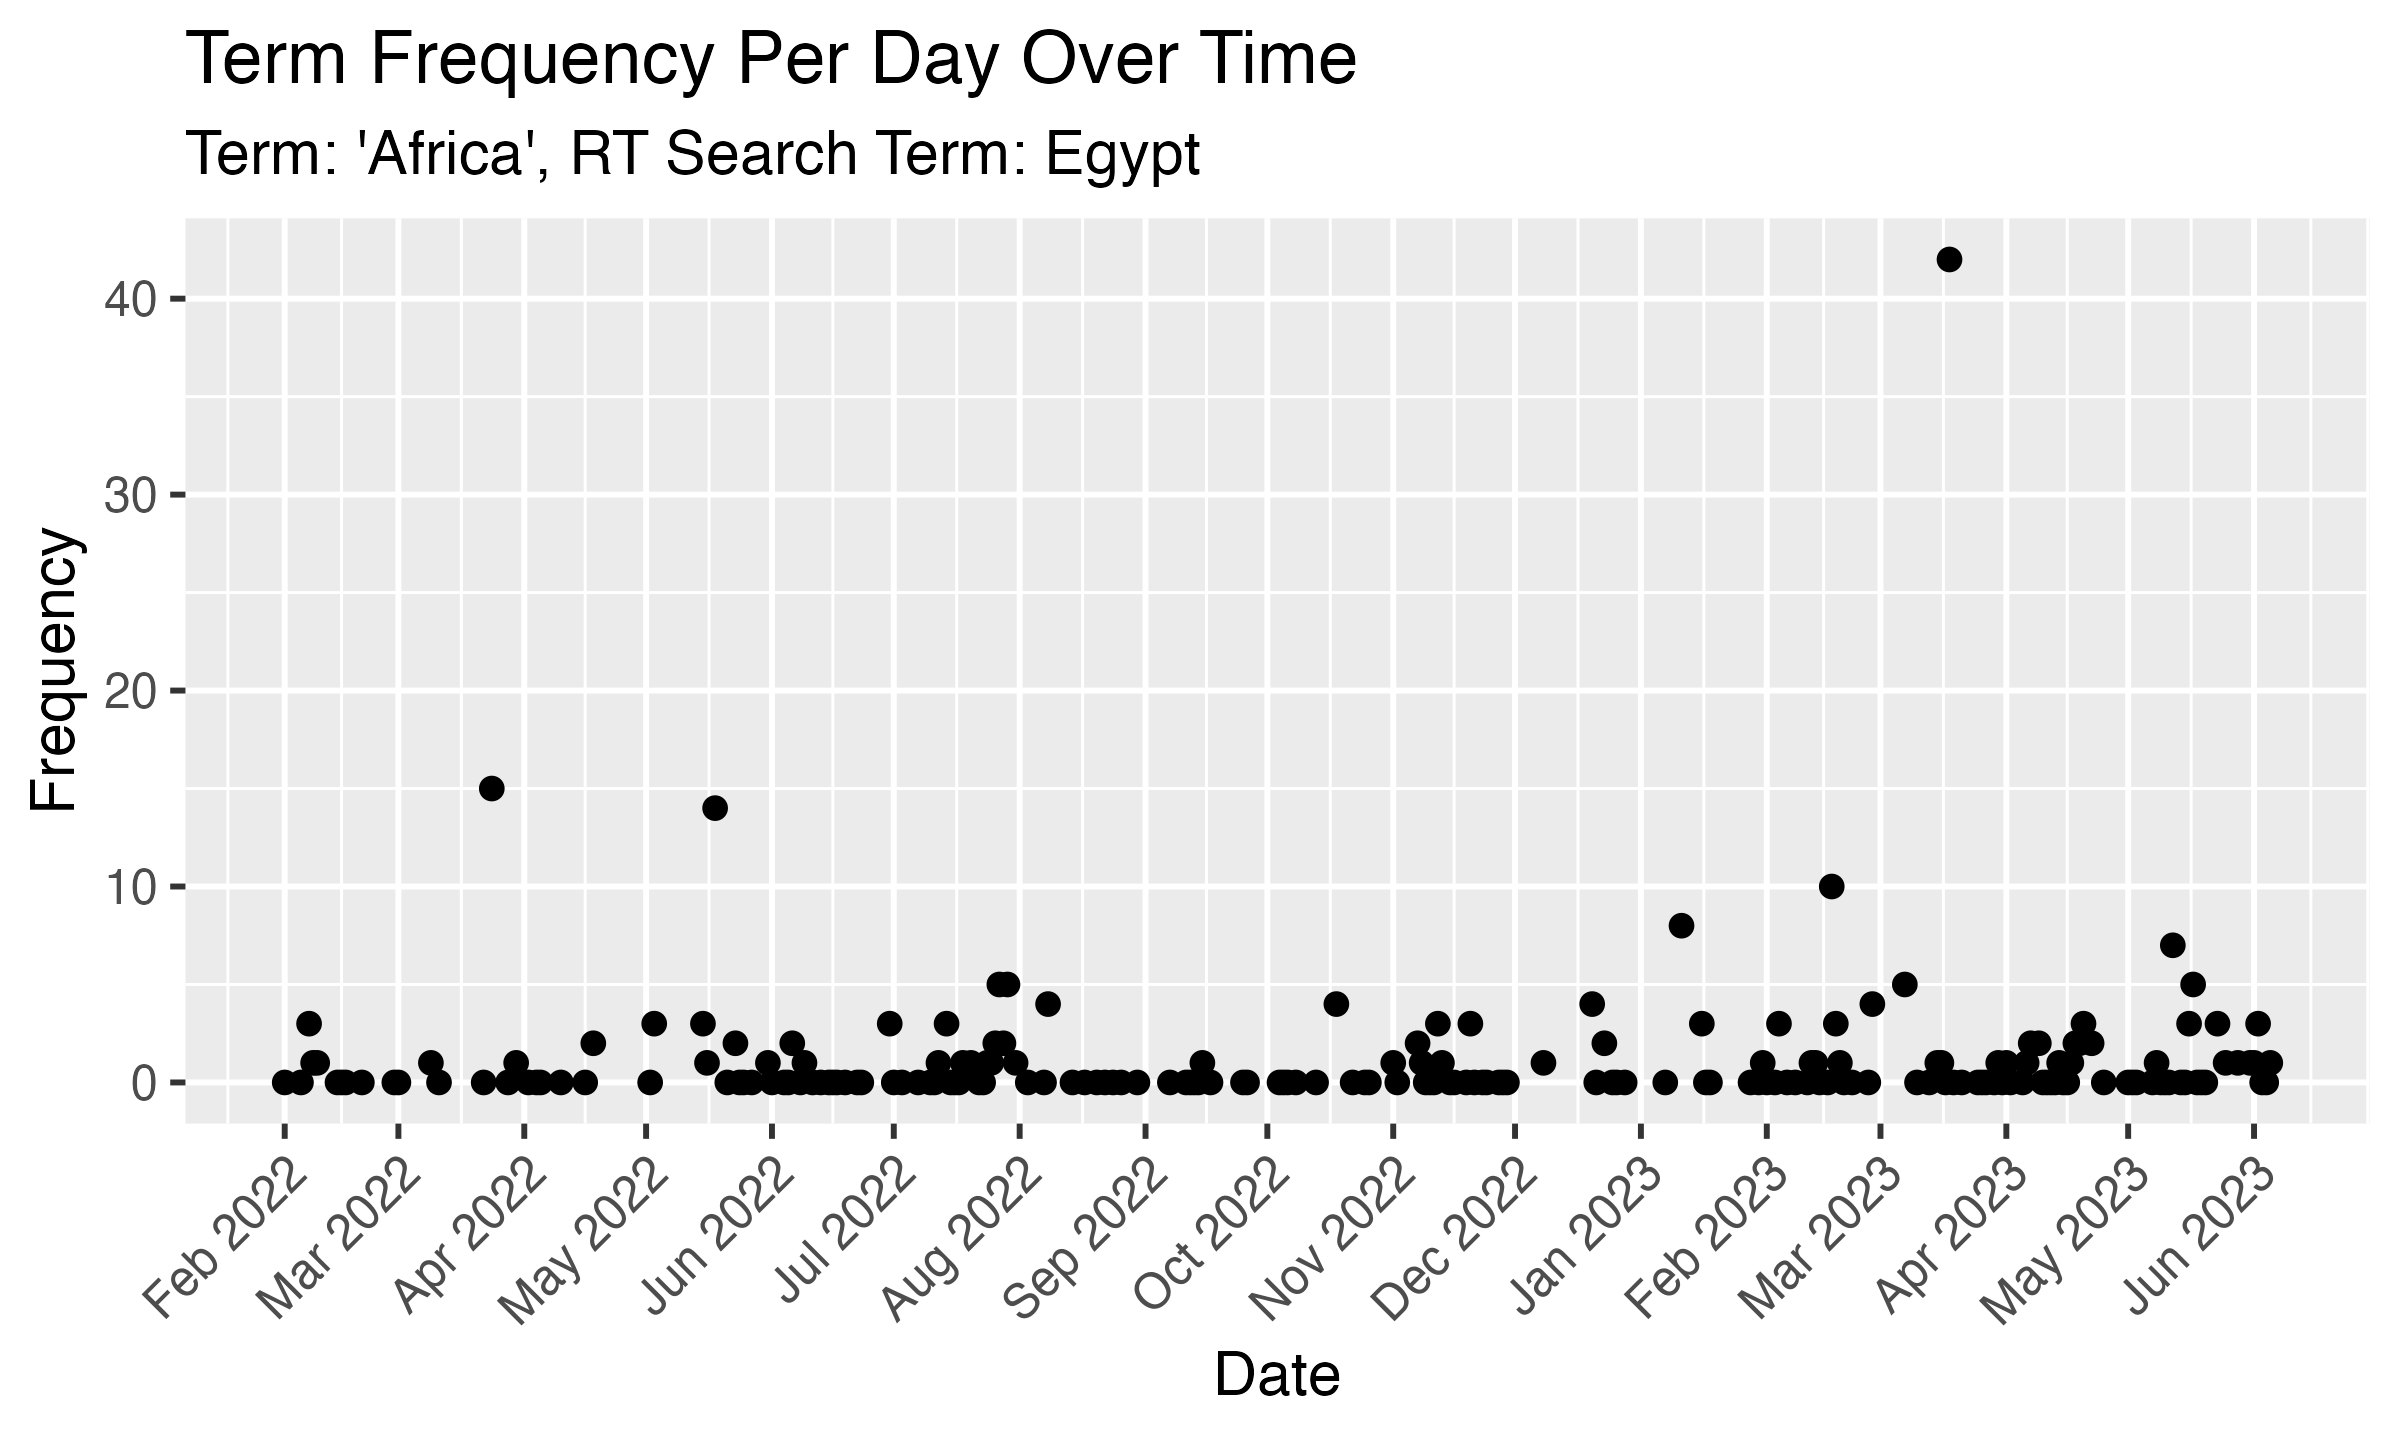 Term Frequency Per Day Over Time
Term: 'Africa', RT Search Term: Egypt
Frequency
40
30
20
10
0
Feb 2022
Mar 2022
Apr 2022
May 2022
Jun 2022
Jul 2022
Aug 2022
Sep 2022
Oct 2022
Nov 2022
Dec 2022
Jan 2023
Feb 2023
Mar 2023
Apr 2023
May 2023
Jun 2023
Date